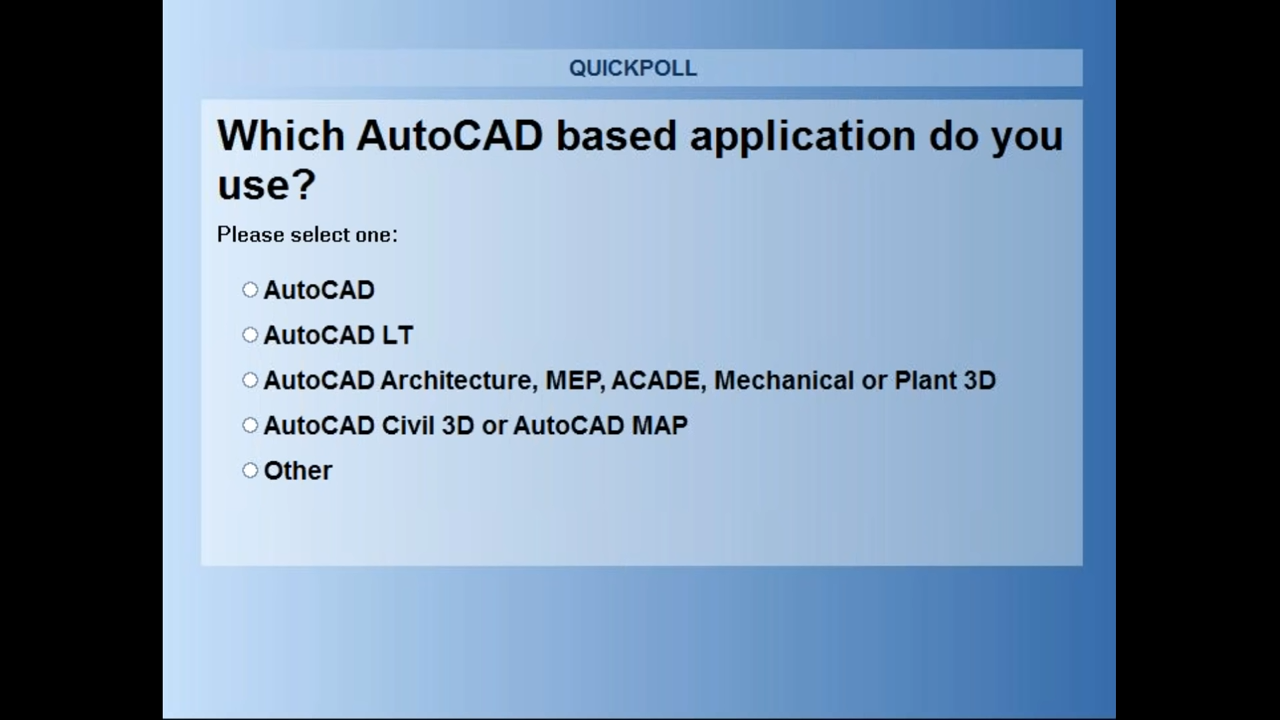 QUICKPOLL
Which AutoCAD based application do you
use?
Please select one:
AutoCAD
AutoCAD LT
AutoCAD Architecture, MEP, ACADE, Mechanical or Plant 3D
AutoCAD Civil 3D or AutoCAD MAP
Other